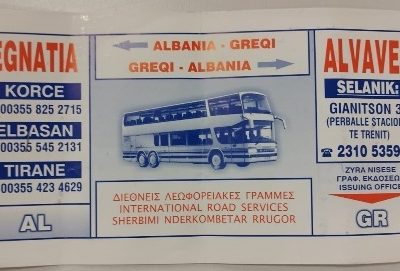 EGNATIA
KORCE
00355 825 2715
ELBASAN
00355 545 2131
TIRANE
00355 423 4629
AL
ALBANIA - GREQI
GREQI - ALBANIA
ΔΙΕΘΝΕΙΣ ΛΕΩΦΟΡΕΙΑΚΕΣ ΓΡΑΜΜΕΣ
INTERNATIONAL ROAD SERVICES
SHERBIMI NDERKOMBETAR RRUGOR
ALVAVE
SELANIK:
GIANITSON 3
(PERBALLE STACIO
TE TRENIT)
☎ 2310 5359
ZYRA NISESE
ΓΡΑΦ. ΕΚΔΟΣΕΩ
ISSUING OFFICE
GR